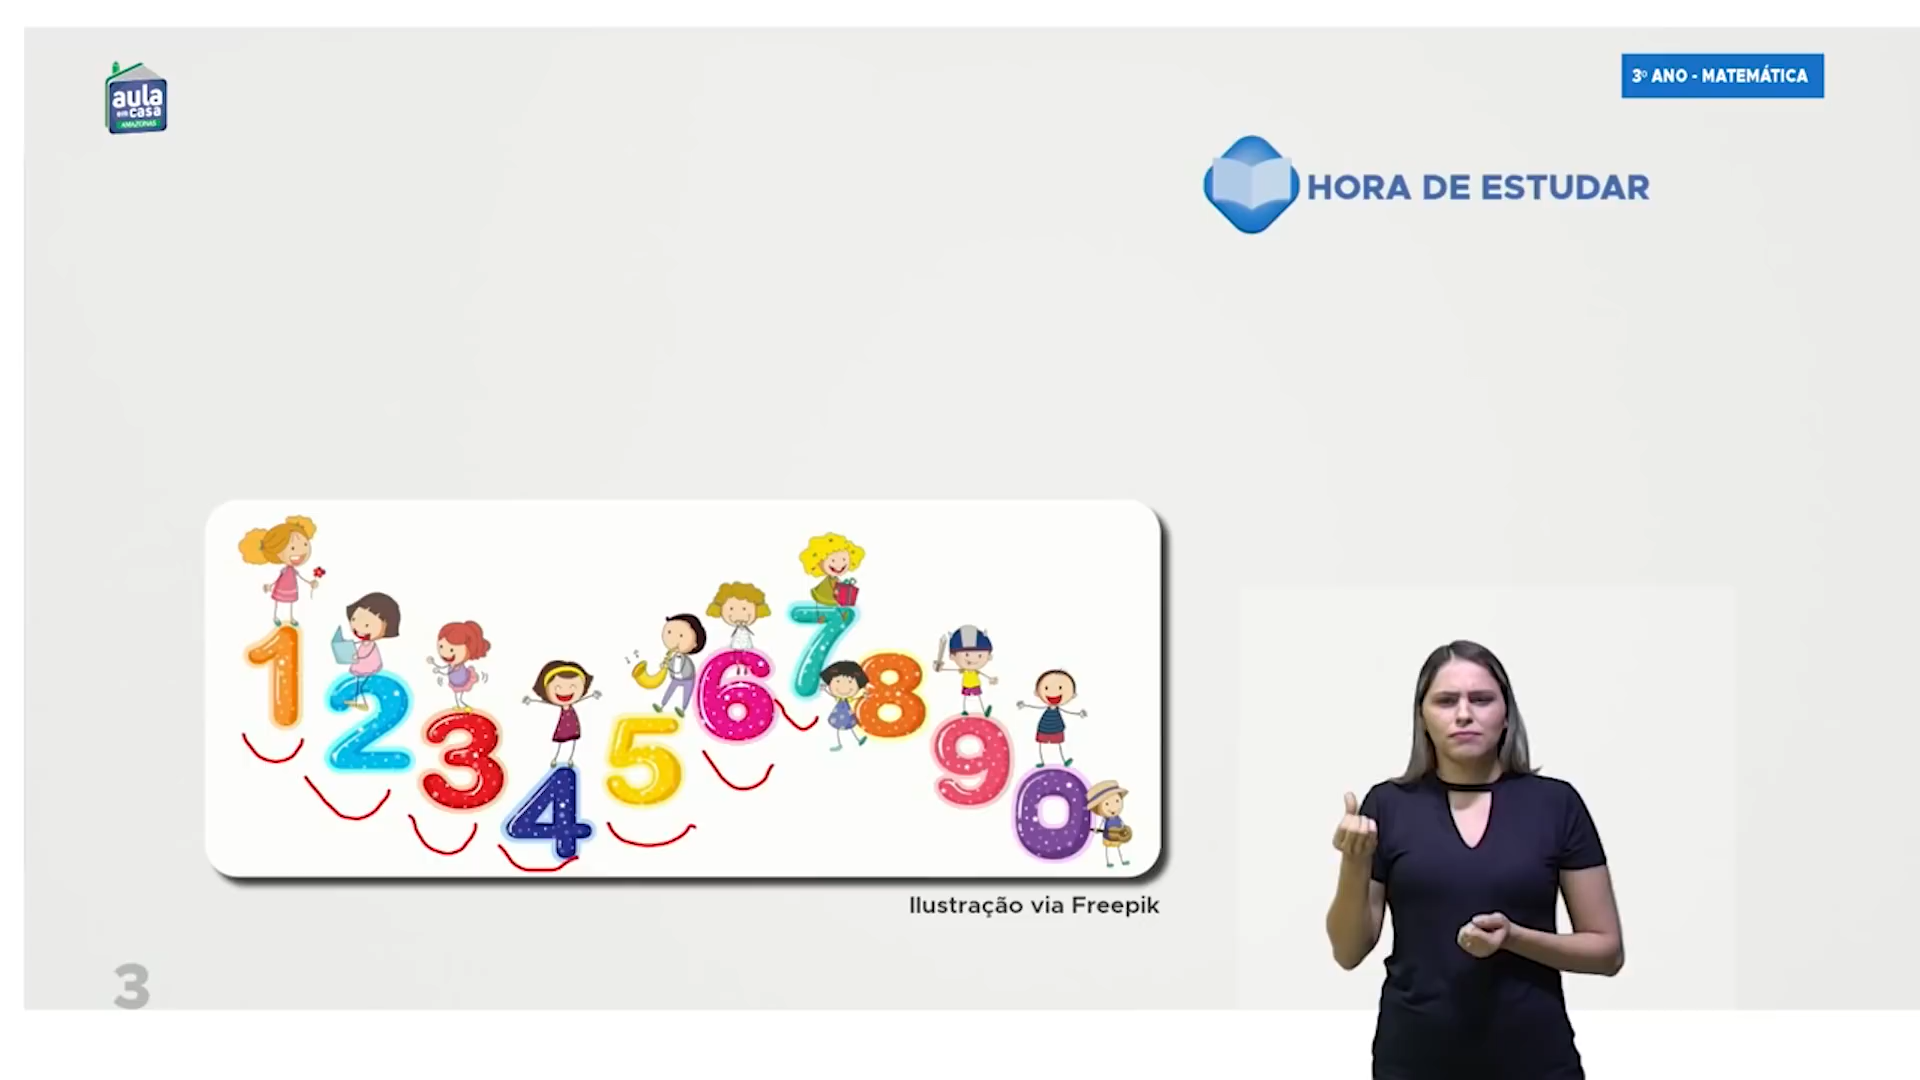 aula
em casa
AMAZONAS
3º ANO - MATEMÁTICA
HORA DE ESTUDAR
1 2 3 4 5 6 7 8 9 0
Ilustração via Freepik
3